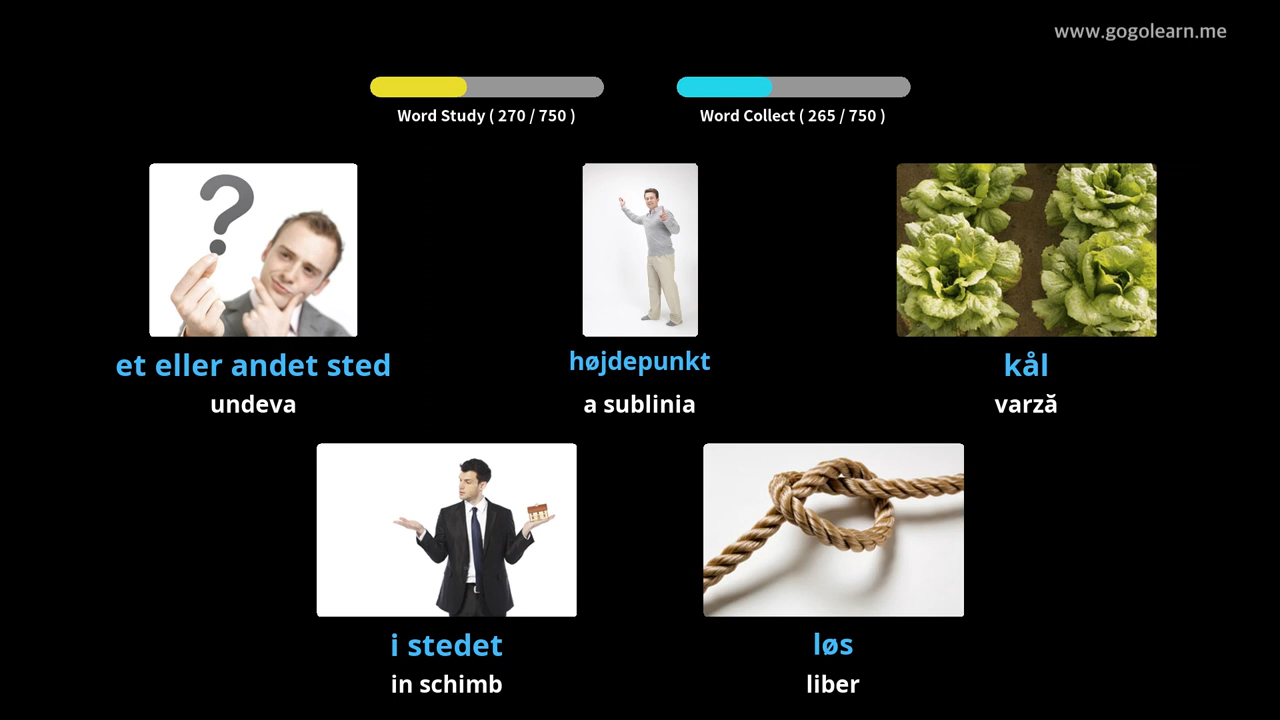 www.gogolearn.me
Word Study ( 270 / 750 )
Word Collect ( 265 / 750 )
?
et eller andet sted
undeva
højdepunkt
a sublinia
kål
varză
i stedet
in schimb
løs
liber